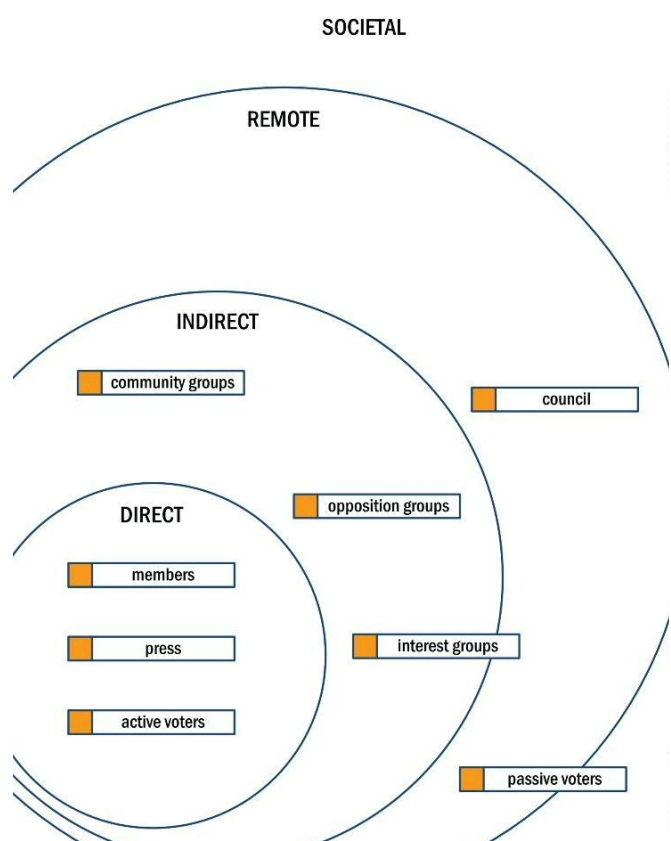 SOCIETAL
REMOTE
INDIRECT
community groups
council
opposition groups
DIRECT
members
press
interest groups
active voters
passive voters